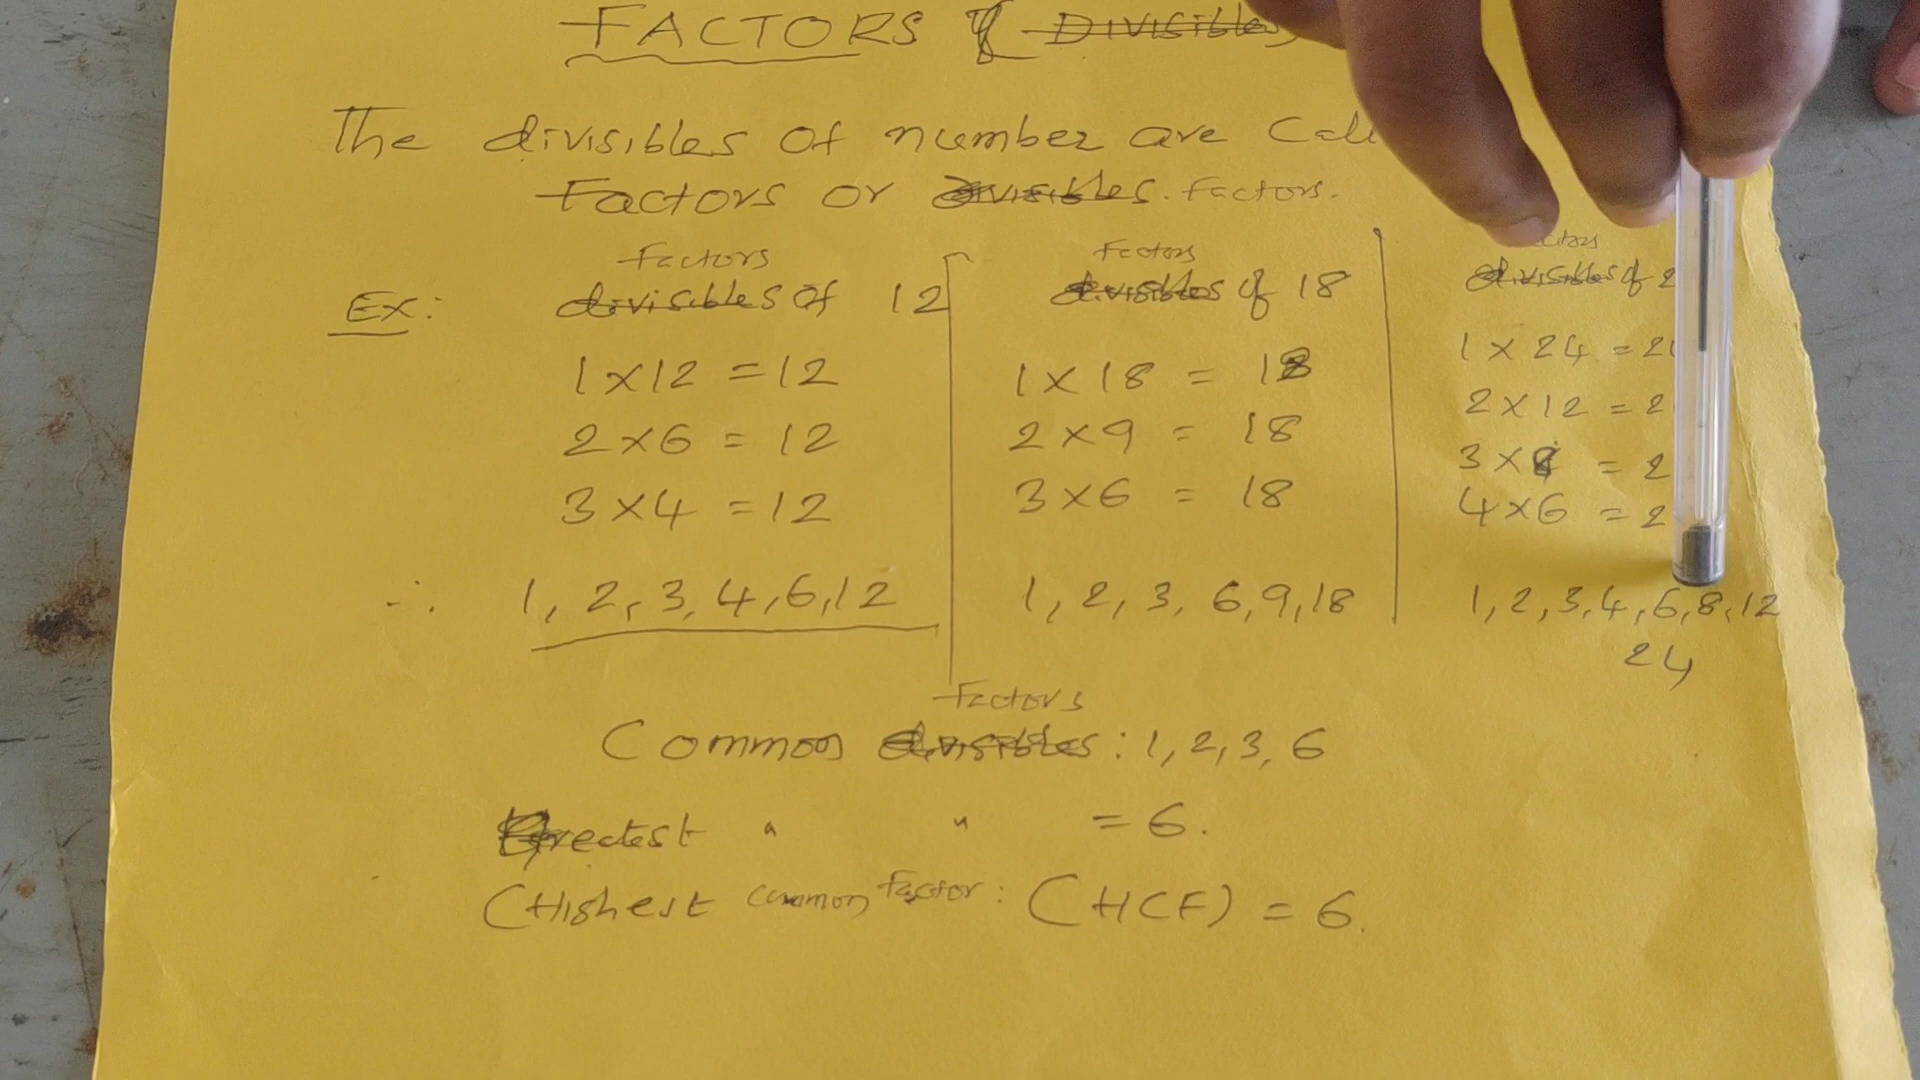 FACTORS Divisibles
The divisibles of number are
Factors or Divisibles. Factors.
Factors
Ex: divisibles of 12
1 × 12 = 12
2 × 6 = 12
3 × 4 = 12
∴ 1, 2, 3, 4, 6, 12
Factors
divisibles of 18
1 × 18 = 18
2 × 9 = 18
3 × 6 = 18
1, 2, 3, 6, 9, 18
divisibles of
1 × 24 =
2 × 12 =
3 × 8 =
4 × 6 =
1, 2, 3, 4, 6, 8, 12
24
Factors
Common divisibles : 1, 2, 3, 6
Greatest " " = 6.
(Highest common factor : (HCF) = 6.